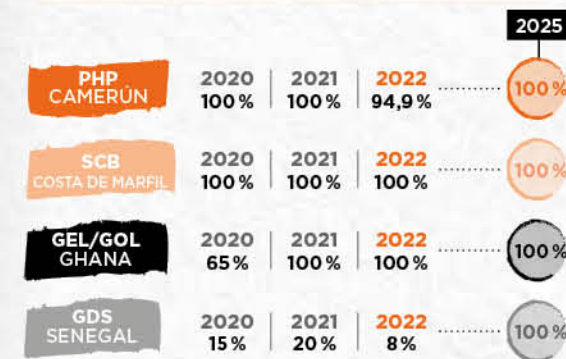 2025
PHP
CAMERÚN
2020 2021 2022
100 % 100 % 94,9 % 100 %
SCB
COSTA DE MARFIL
2020 2021 2022
100 % 100 % 100 % 100 %
GEL/GOL
GHANA
2020 2021 2022
65 % 100 % 100 % 100 %
GDS
SENEGAL
2020 2021 2022
15 % 20 % 8 % 100 %